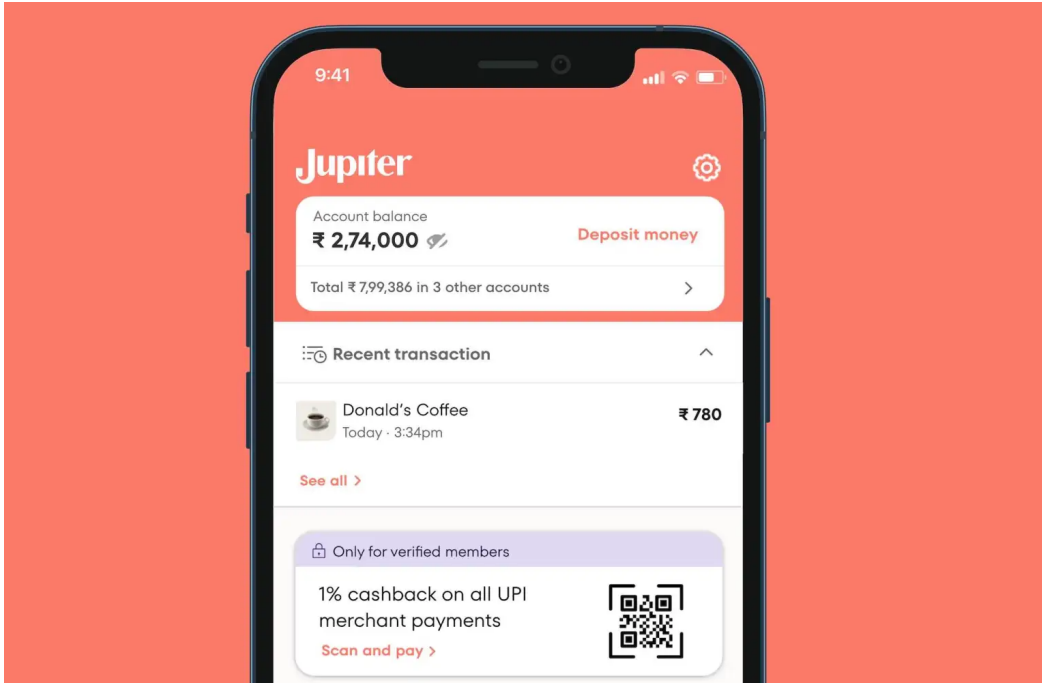 9:41
Jupiter
Account balance
₹ 2,74,000
Deposit money
Total ₹ 7,99,386 in 3 other accounts
Recent transaction
Donald's Coffee
₹ 780
Today · 3:34pm
See all
Only for verified members
1% cashback on all UPI
merchant payments
Scan and pay